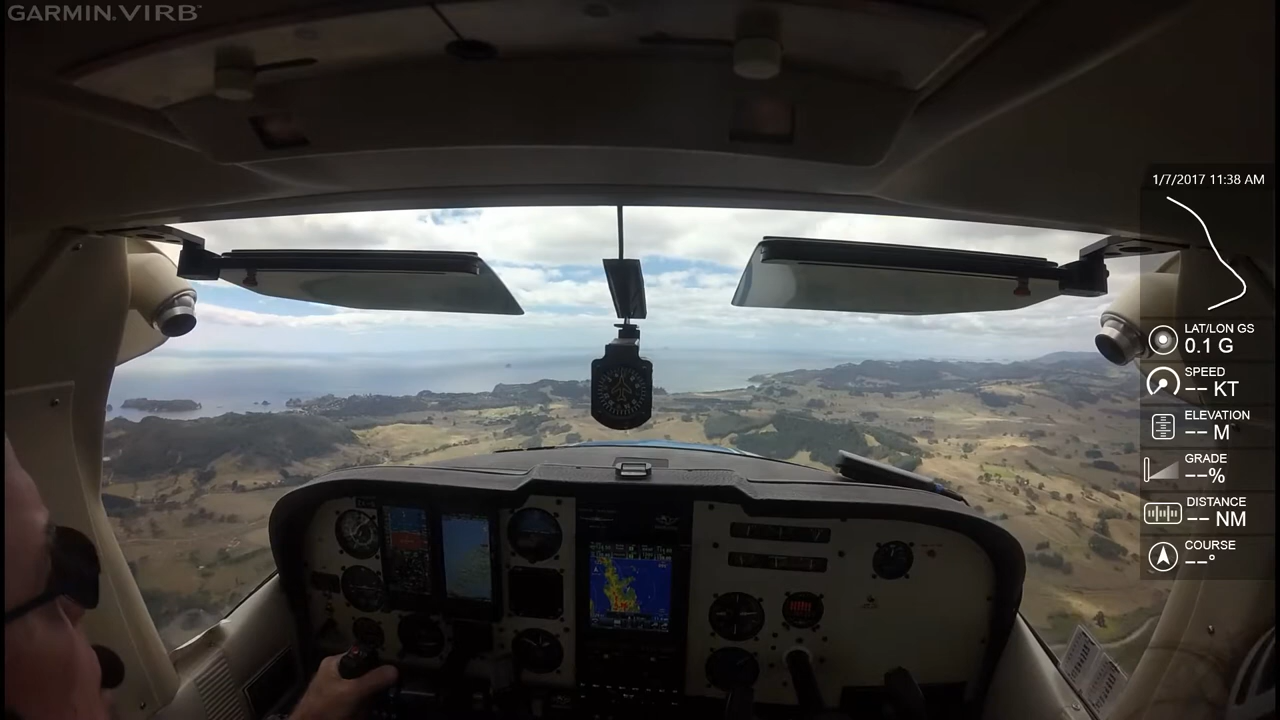 GARMIN VIRB™
1/7/2017 11:38 AM
LAT/LON GS
0.1 G
SPEED
-- KT
ELEVATION
-- M
GRADE
--%
DISTANCE
-- NM
COURSE
--°